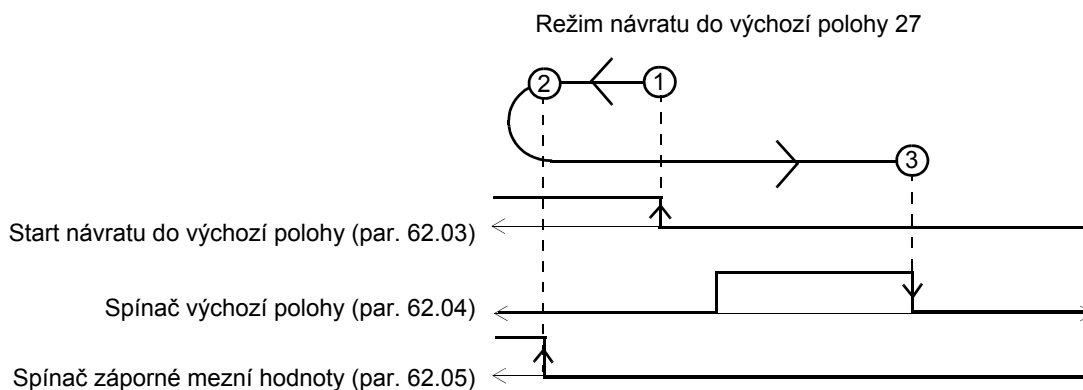 Režim návratu do výchozí polohy 27
2 1
3
Start návratu do výchozí polohy (par. 62.03)
Spínač výchozí polohy (par. 62.04)
Spínač záporné mezní hodnoty (par. 62.05)